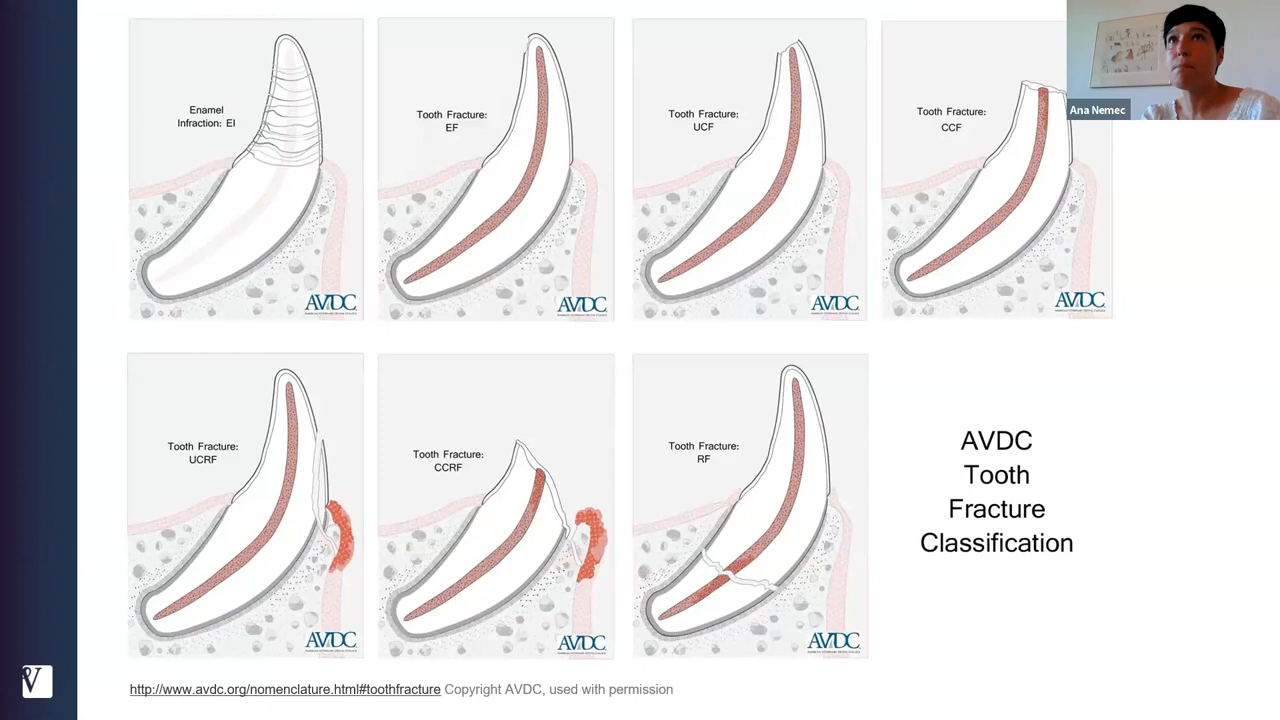 Enamel
Infraction: EI
Tooth Fracture:
EF
Tooth Fracture:
UCF
Tooth Fracture:
CCF
Ana Nemec
AVDC
AVDC
AVDC
AVDC
Tooth Fracture:
UCRF
Tooth Fracture:
CCRF
Tooth Fracture:
RF
AVDC
Tooth
Fracture
Classification
AVDC
AVDC
AVDC
http://www.avdc.org/nomenclature.html#toothfracture Copyright AVDC, used with permission